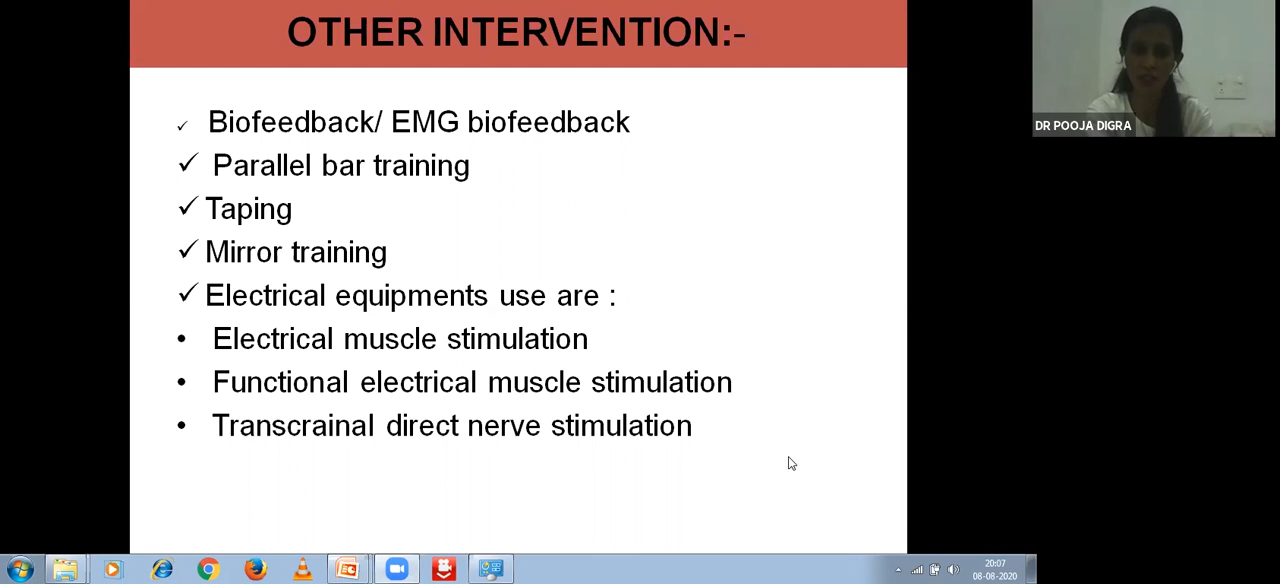 OTHER INTERVENTION:-
DR POOJA DIGRA
✓ Biofeedback/ EMG biofeedback
✓ Parallel bar training
✓ Taping
✓ Mirror training
✓ Electrical equipments use are :
• Electrical muscle stimulation
• Functional electrical muscle stimulation
• Transcrainal direct nerve stimulation
20:07
08-08-2020